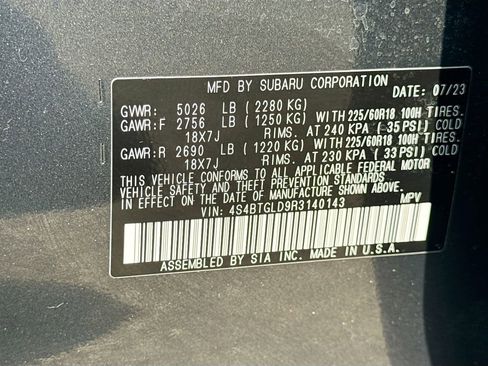 MFD BY SUBARU CORPORATION DATE: 07/23
GVWR: 5026 LB (2280 KG)
GAWR:F 2756 LB (1250 KG) WITH 225/60R18 100H TIRES.
18X7J RIMS. AT 240 KPA (35 PSI) COLD
GAWR:R 2690 LB (1220 KG) WITH 225/60R18 100H TIRES.
18X7J RIMS. AT 230 KPA (33 PSI) COLD
THIS VEHICLE CONFORMS TO ALL APPLICABLE FEDERAL MOTOR
VEHICLE SAFETY AND THEFT PREVENTION STANDARDS IN EFFECT
ON THE DATE OF MANUFACTURE SHOWN ABOVE.
VIN: 4S4BTGLD9R3140143 MPV
ASSEMBLED BY SIA INC. MADE IN U.S.A.